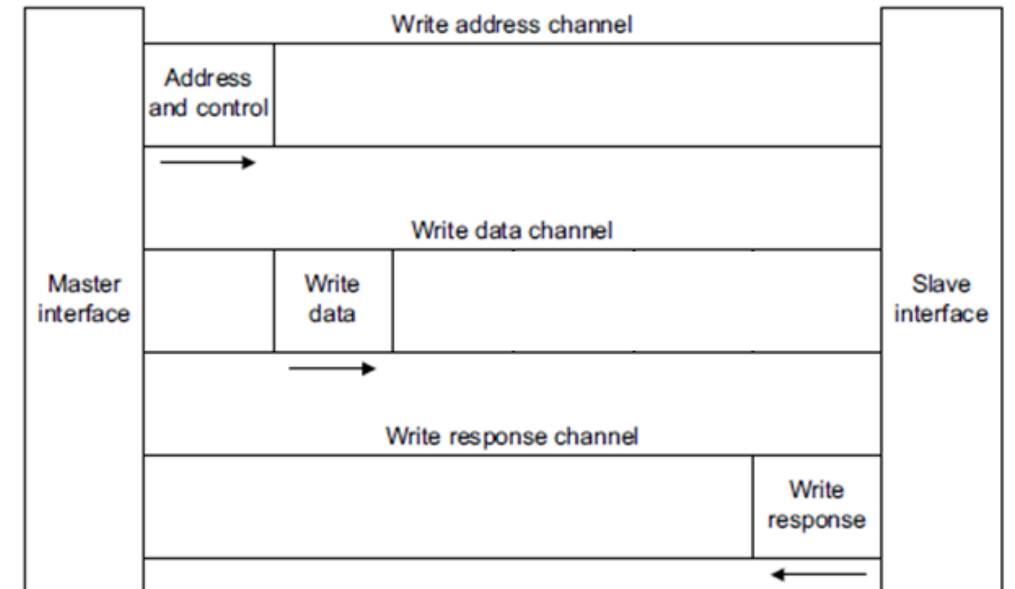 Write address channel
Address
and control
Write data channel
Master
interface
Write
data
Slave
interface
Write response channel
Write
response